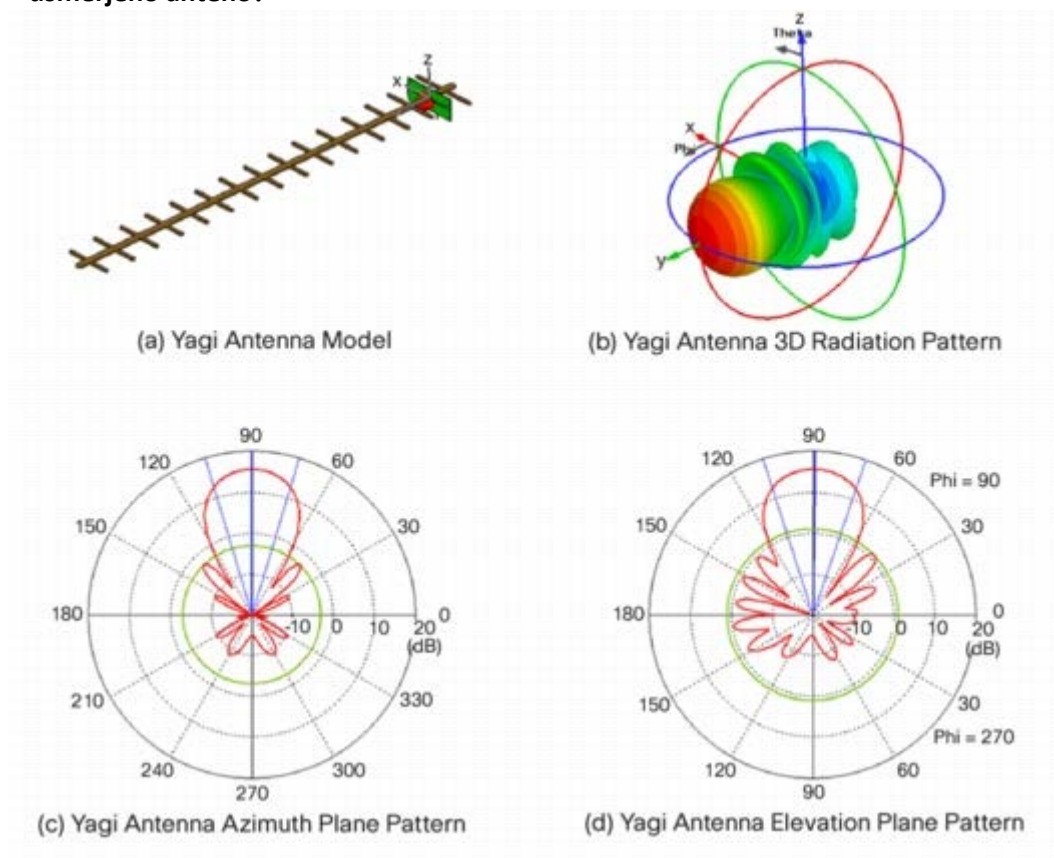 usmerjeno anteno?
Z
X
(a) Yagi Antenna Model
Z
Theta
X
Phi
y
(b) Yagi Antenna 3D Radiation Pattern
90
120
60
150
30
180
-10
0
10
20
0
(dB)
210
330
240
300
270
(c) Yagi Antenna Azimuth Plane Pattern
90
120
60
Phi = 90
150
30
180
-10
0
10
20
0
(dB)
150
30
Phi = 270
120
60
90
(d) Yagi Antenna Elevation Plane Pattern